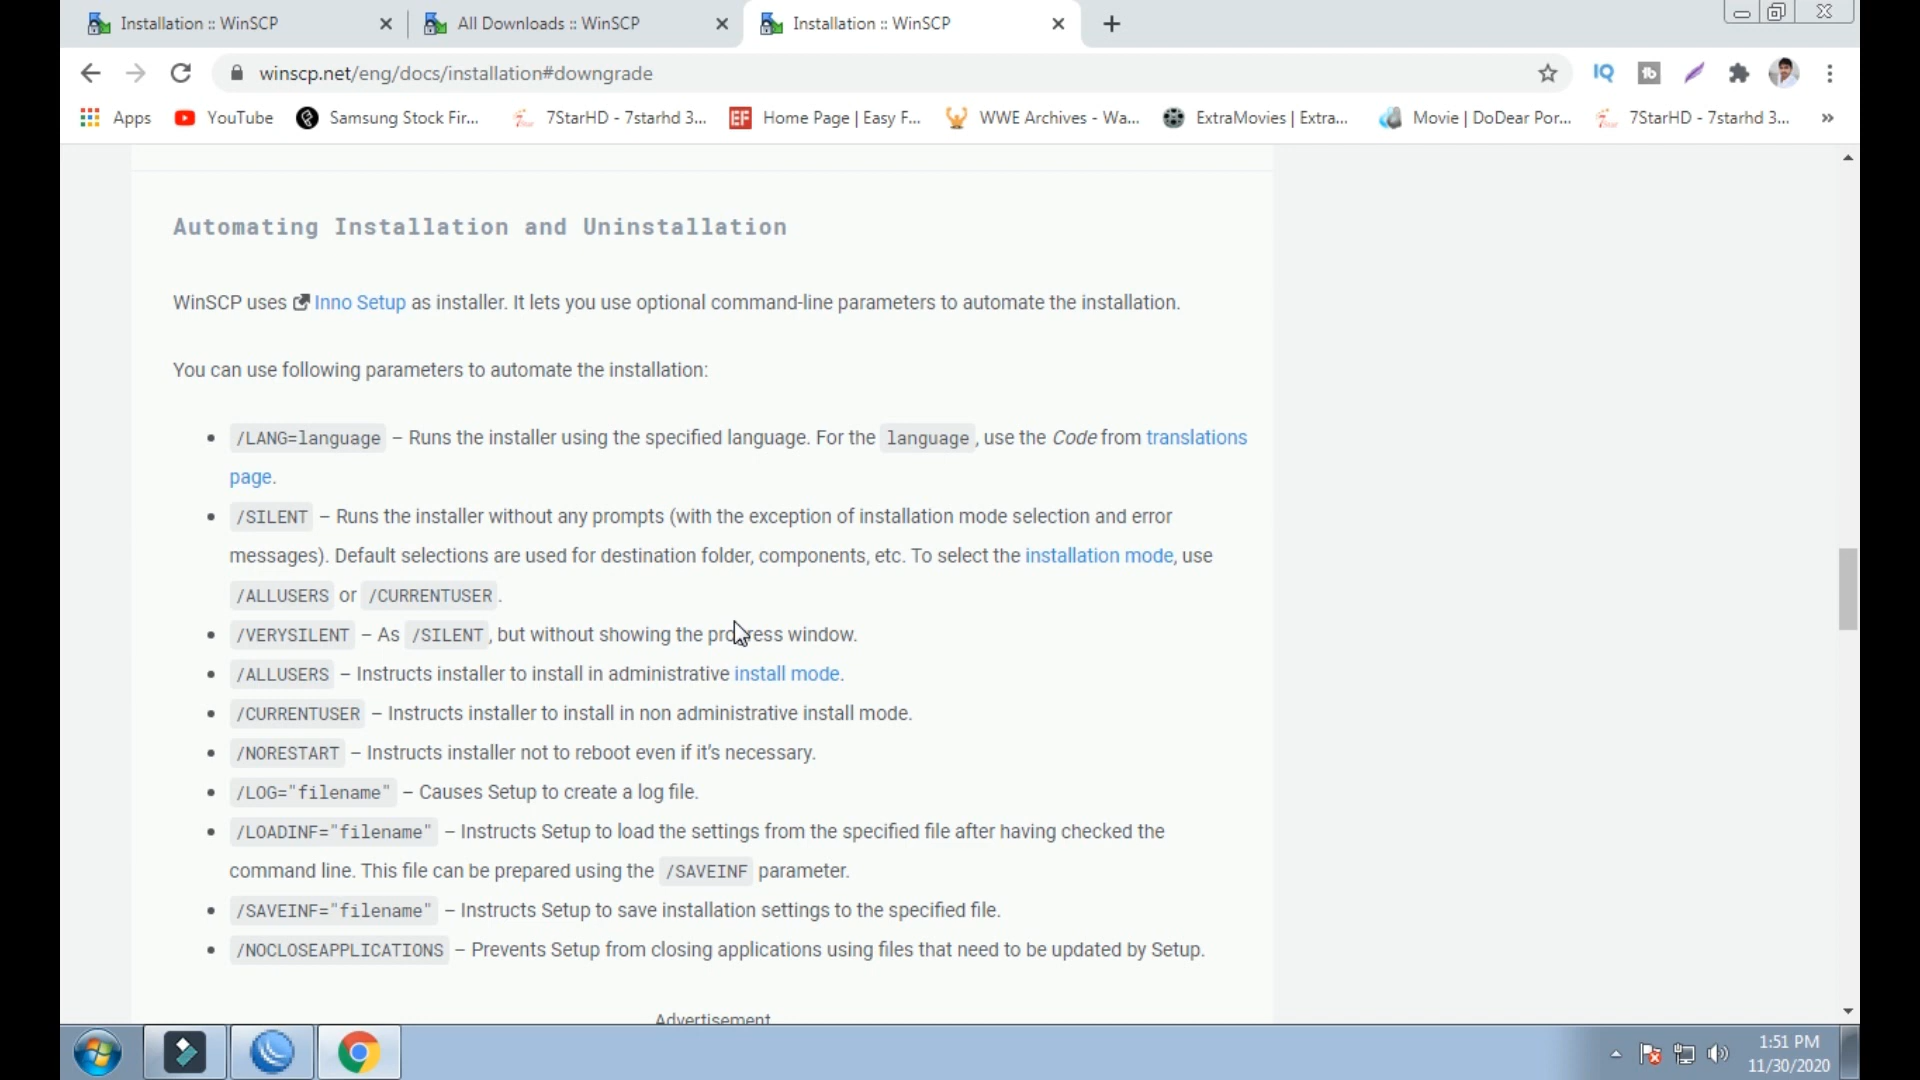 Installation :: WinSCP
All Downloads :: WinSCP
Installation :: WinSCP
winscp.net/eng/docs/installation#downgrade
IQ
tb
Apps
YouTube
Samsung Stock Fir...
7StarHD - 7starhd 3...
EF
Home Page | Easy F...
WWE Archives - Wa...
ExtraMovies | Extra...
Movie | DoDear Por...
7StarHD - 7starhd 3...
»
Automating Installation and Uninstallation
WinSCP uses Inno Setup as installer. It lets you use optional command-line parameters to automate the installation.
You can use following parameters to automate the installation:
• /LANG=language – Runs the installer using the specified language. For the language, use the Code from translations
page.
• /SILENT – Runs the installer without any prompts (with the exception of installation mode selection and error
messages). Default selections are used for destination folder, components, etc. To select the installation mode, use
/ALLUSERS or /CURRENTUSER.
• /VERYSILENT – As /SILENT, but without showing the progress window.
• /ALLUSERS – Instructs installer to install in administrative install mode.
• /CURRENTUSER – Instructs installer to install in non administrative install mode.
• /NORESTART – Instructs installer not to reboot even if it's necessary.
• /LOG="filename" – Causes Setup to create a log file.
• /LOADINF="filename" – Instructs Setup to load the settings from the specified file after having checked the
command line. This file can be prepared using the /SAVEINF parameter.
• /SAVEINF="filename" – Instructs Setup to save installation settings to the specified file.
• /NOCLOSEAPPLICATIONS – Prevents Setup from closing applications using files that need to be updated by Setup.
Advertisement
1:51 PM
11/30/2020